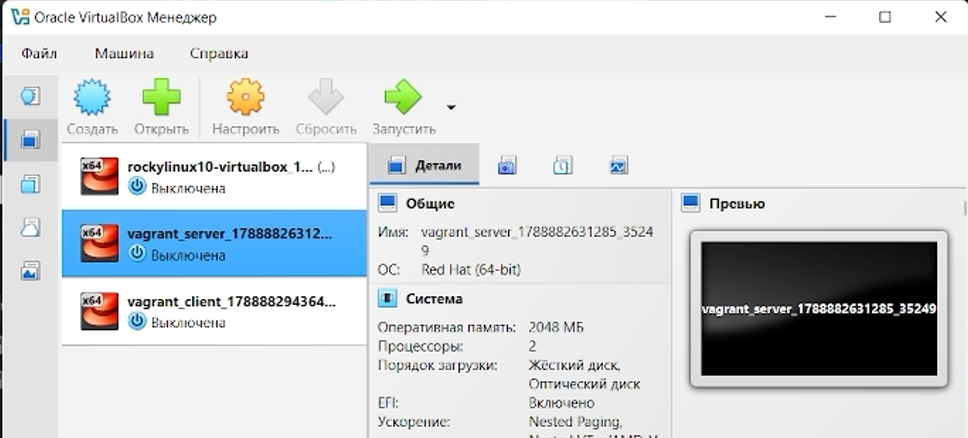 Oracle VirtualBox Менеджер
Файл Машина Справка
Создать Открыть Настроить Сбросить Запустить
x64 rockylinux10-virtualbox_1... (...)
Выключена
x64 vagrant_server_17888826312...
Выключена
x64 vagrant_client_178888294364...
Выключена
Детали
Общие
Имя: vagrant_server_1788882631285_3524
9
ОС: Red Hat (64-bit)
Система
Оперативная память: 2048 МБ
Процессоры: 2
Порядок загрузки: Жёсткий диск,
Оптический диск
EFI: Включено
Ускорение: Nested Paging,
Превью
vagrant_server_1788882631285_35249